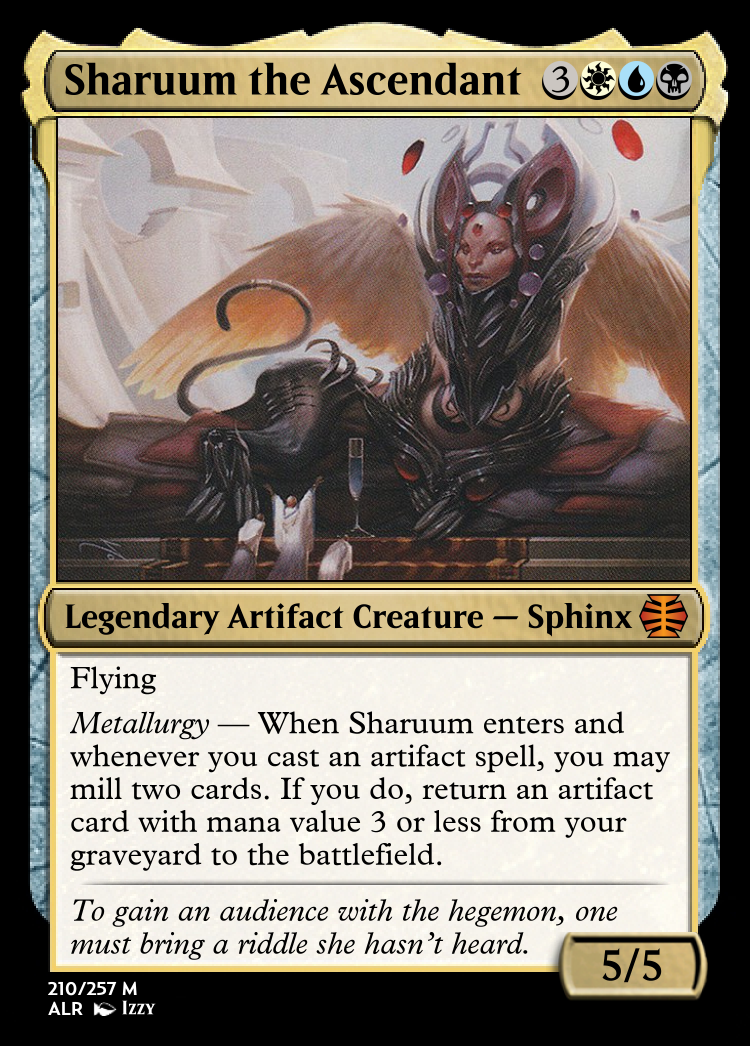 Sharuum the Ascendant 3
Legendary Artifact Creature — Sphinx
Flying
Metallurgy — When Sharuum enters and
whenever you cast an artifact spell, you may
mill two cards. If you do, return an artifact
card with mana value 3 or less from your
graveyard to the battlefield.
To gain an audience with the hegemon, one
must bring a riddle she hasn't heard.
5/5
210/257 M
ALR Izzy